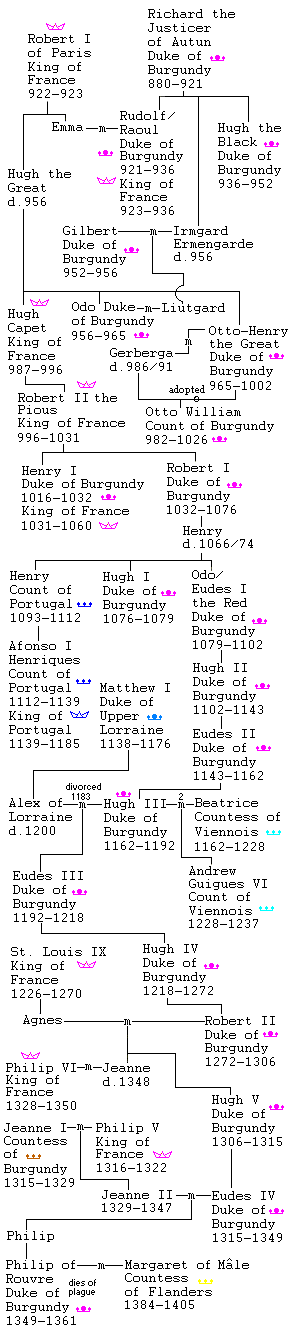 Robert I
of Paris
King of
France
922-923
Richard the
Justicer
of Autun
Duke of
Burgundy
880-921
Emma - m - Rudolf/
Raoul
Duke of
Burgundy
921-936
King of
France
923-936
Hugh the
Black
Duke of
Burgundy
936-952
Hugh the
Great
d.956
Gilbert
Duke of
Burgundy
952-956
m
Irmgard
Ermengarde
d.956
Hugh
Capet
King of
France
987-996
Odo Duke-m-Liutgard
of Burgundy
956-965
Gerberga
d.986/91
m
Otto-Henry
the Great
Duke of
Burgundy
965-1002
adopted
Robert II the
Pious
King of France
996-1031
Otto William
Count of Burgundy
982-1026
Henry I
Duke of Burgundy
1016-1032
King of France
1031-1060
Robert I
Duke of
Burgundy
1032-1076
Henry
d.1066/74
Henry
Count of
Portugal
1093-1112
Hugh I
Duke of
Burgundy
1076-1079
Odo/
Eudes I
the Red
Duke of
Burgundy
1079-1102
Afonso I
Henriques
Count of
Portugal
1112-1139
King of
Portugal
1139-1185
Matthew I
Duke of
Upper
Lorraine
1138-1176
Hugh II
Duke of
Burgundy
1102-1143
Eudes II
Duke of
Burgundy
1143-1162
Alex of
Lorraine
d.1200
divorced
1183
m
Hugh III
Duke of
Burgundy
1162-1192
2
m
Beatrice
Countess of
Viennois
1162-1228
Eudes III
Duke of
Burgundy
1192-1218
Andrew
Guigues VI
Count of
Viennois
1228-1237
St. Louis IX
King of
France
1226-1270
Hugh IV
Duke of
Burgundy
1218-1272
Agnes
m
Robert II
Duke of
Burgundy
1272-1306
Philip VI-m-Jeanne
King of
France
1328-1350
d.1348
Hugh V
Duke of
Burgundy
1306-1315
Jeanne I-m-Philip V
Countess
of
Burgundy
1315-1329
King of
France
1316-1322
Jeanne II
1329-1347
m
Eudes IV
Duke of
Burgundy
1315-1349
Philip
Philip of
Rouvre
Duke of
Burgundy
1349-1361
dies of
plague
m
Margaret of Mâle
Countess
of Flanders
1384-1405